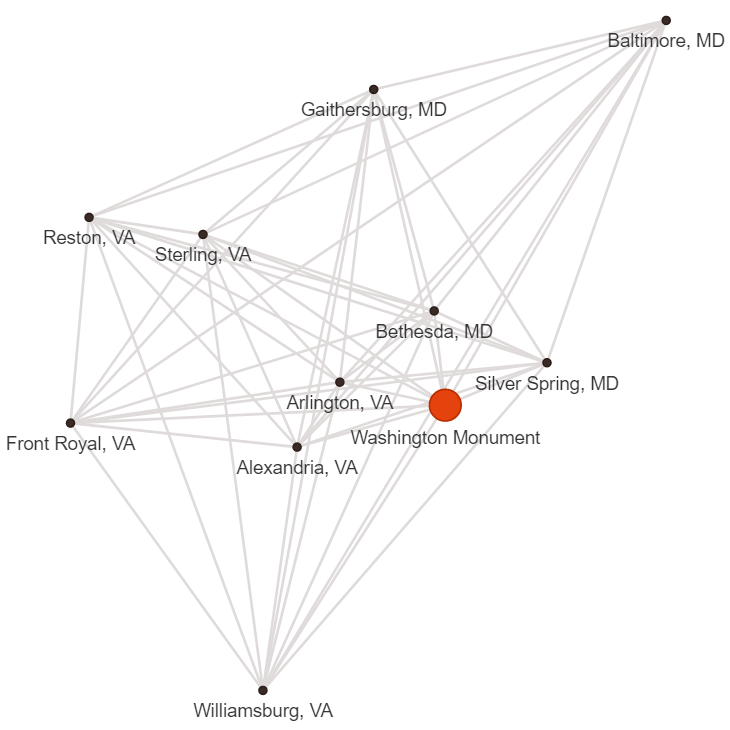 Baltimore, MD
Gaithersburg, MD
Reston, VA
Sterling, VA
Bethesda, MD
Silver Spring, MD
Arlington, VA
Washington Monument
Front Royal, VA
Alexandria, VA
Williamsburg, VA